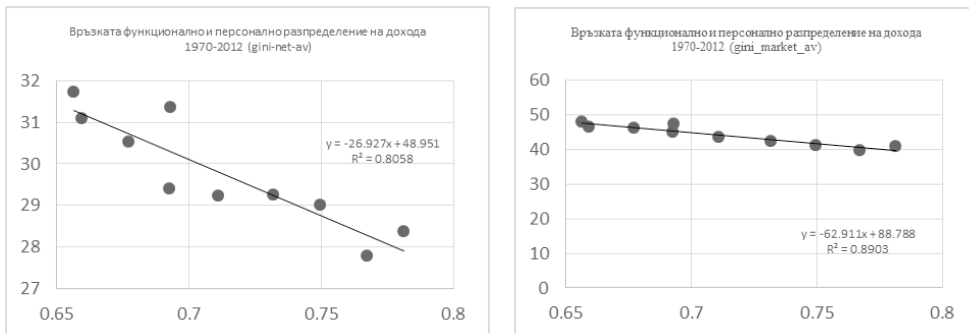 Връзката функционално и персонално разпределение на дохода
1970-2012 (gini-net-av)
32
31
30
29
28
27
y = -26.927x + 48.951
R² = 0.8058
0.65 0.7 0.75 0.8
Връзката функционално и персонално разпределение на дохода
1970-2012 (gini_market_av)
60
50
40
30
20
10
0
y = -62.911x + 88.788
R² = 0.8903
0.65 0.7 0.75 0.8